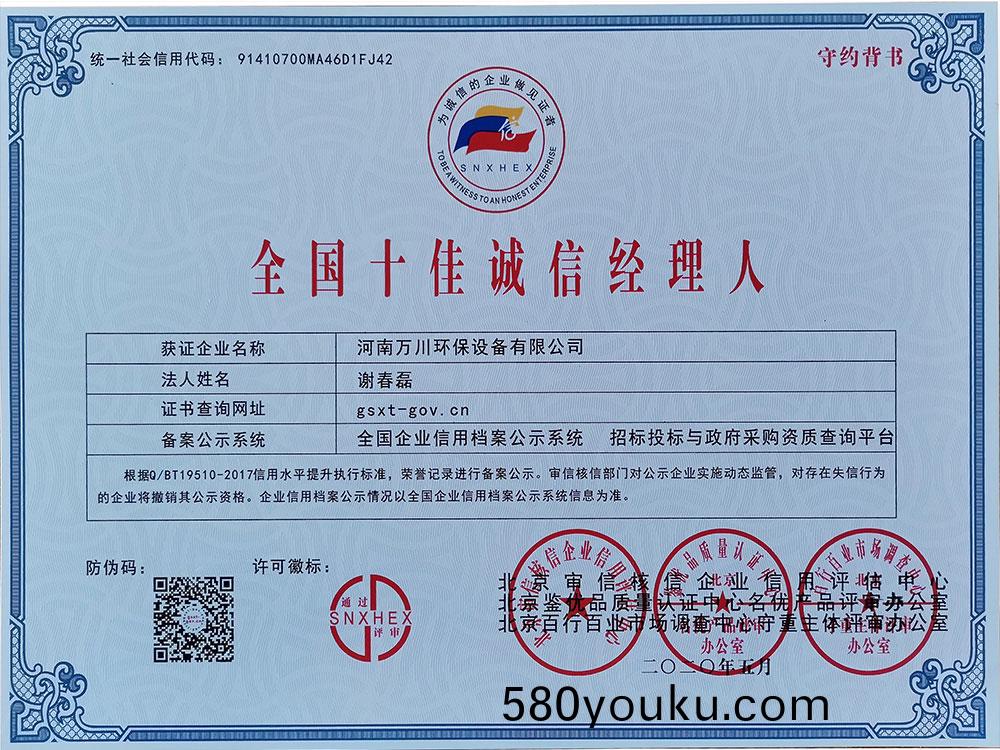 统一社会信用代码： 91410700MA46D1FJ42
守约背书
为诚信的企业做见证者
SNXHEX
TO BE A WITNESS TO AN HONEST ENTERPRISE
全国十佳诚信经理人
获证企业名称 河南万川环保设备有限公司
法人姓名 谢春磊
证书查询网址 gsxt-gov.cn
备案公示系统 全国企业信用档案公示系统 招标投标与政府采购资质查询平台
根据Q/BT19510-2017信用水平提升执行标准，荣誉记录进行备案公示。审信核信部门对公示企业实施动态监管，对存在失信行为
的企业将撤销其公示资格。企业信用档案公示情况以全国企业信用档案公示系统信息为准。
防伪码：
许可徽标：
通过
SNXHEX
评审
北京审信核信企业信用评估中心
北京鉴优品质量认证中心名优产品评审办公室
北京百行百业市场调查中心守重主体评审办公室
办公室
办公室
二〇二〇年五月
580youku.com